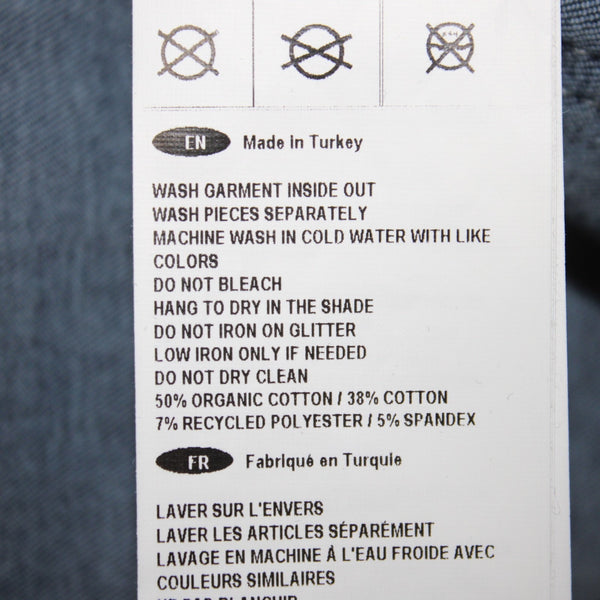 EN Made in Turkey
WASH GARMENT INSIDE OUT
WASH PIECES SEPARATELY
MACHINE WASH IN COLD WATER WITH LIKE
COLORS
DO NOT BLEACH
HANG TO DRY IN THE SHADE
DO NOT IRON ON GLITTER
LOW IRON ONLY IF NEEDED
DO NOT DRY CLEAN
50% ORGANIC COTTON / 38% COTTON
7% RECYCLED POLYESTER / 5% SPANDEX
FR Fabriqué en Turquie
LAVER SUR L'ENVERS
LAVER LES ARTICLES SÉPARÉMENT
LAVAGE EN MACHINE À L'EAU FROIDE AVEC
COULEURS SIMILAIRES